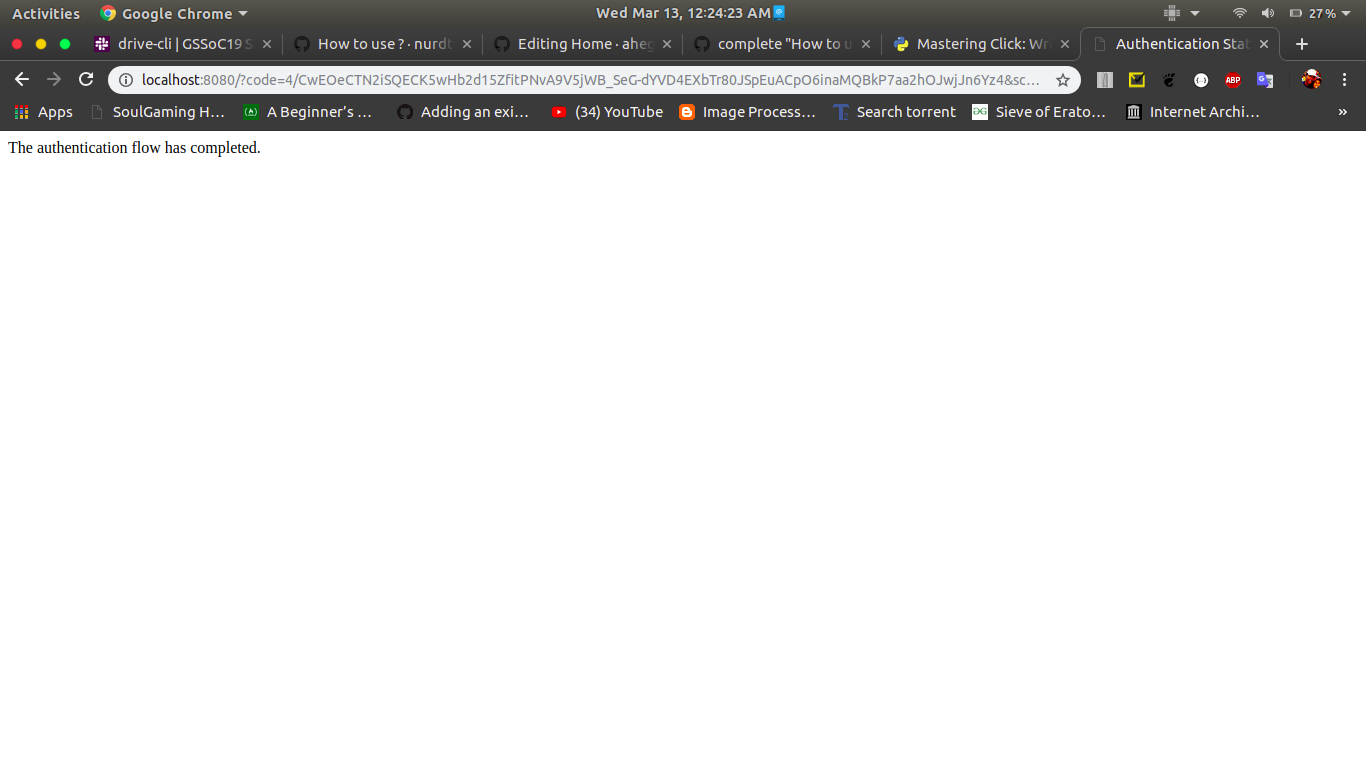 Activities Google Chrome Wed Mar 13, 12:24:23 AM 27%
drive-cli | GSSoC19 S How to use ? · nurdt Editing Home · aheg complete "How to u Mastering Click: Wri Authentication Stat
localhost:8080/?code=4/CwEOeCTN2iSQECK5wHb2d15ZfitPNvA9V5jWB_SeG-dYVD4EXbTr80JSpEuACpO6inaMQBkP7aa2hOJwjJn6Yz4&sc... ABP
Apps SoulGaming H... A Beginner's ... Adding an exi... (34) YouTube Image Process... Search torrent Sieve of Erato... Internet Archi... »
The authentication flow has completed.